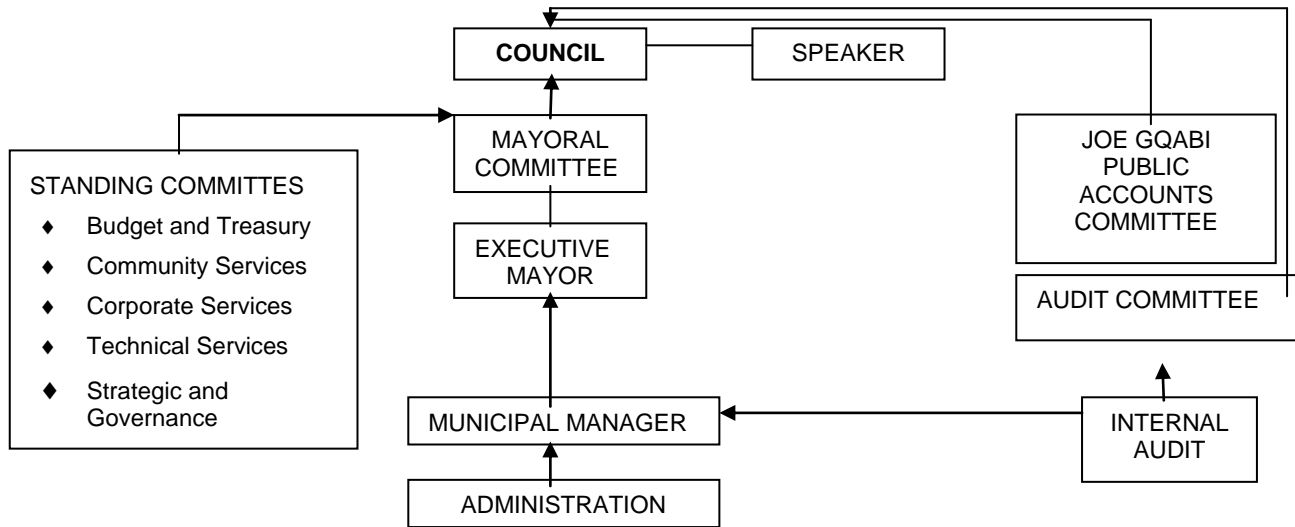 COUNCIL
SPEAKER
MAYORAL
COMMITTEE
JOE GQABI
PUBLIC
ACCOUNTS
COMMITTEE
STANDING COMMITTES
♦ Budget and Treasury
♦ Community Services
♦ Corporate Services
♦ Technical Services
♦ Strategic and
Governance
EXECUTIVE
MAYOR
AUDIT COMMITTEE
MUNICIPAL MANAGER
INTERNAL
AUDIT
ADMINISTRATION